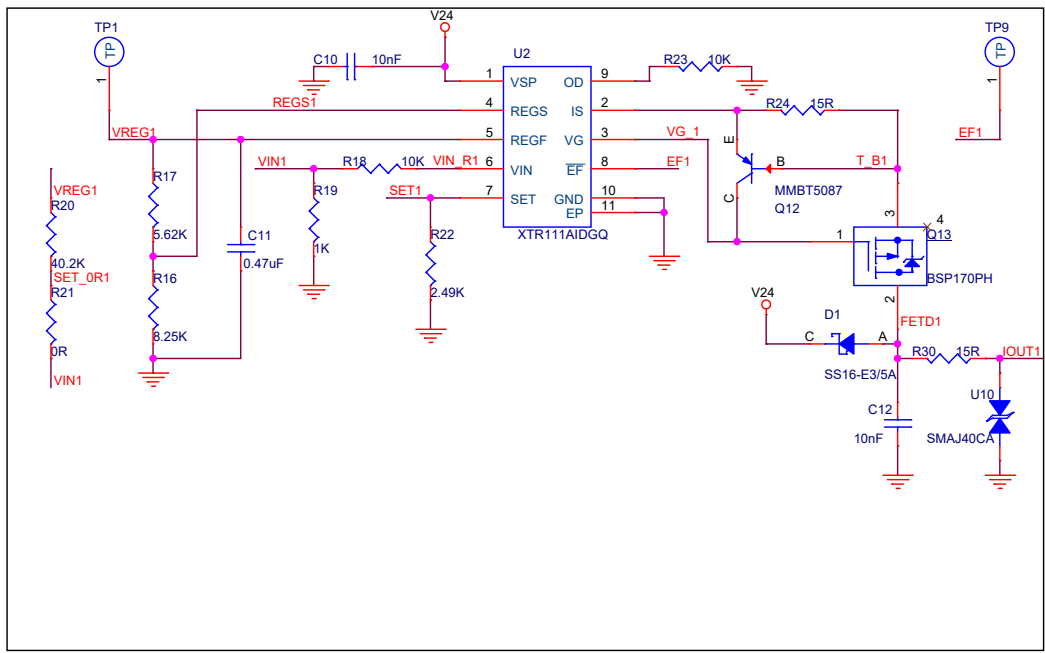 TP1
TP
1
V24
C10
10nF
U2
R23
10K
TP9
TP
1
1
VSP
OD
9
REGS1
4
REGS
IS
2
R24
15R
VREG1
5
REGF
VG
3
VG_1
E
EF1
VIN1
R18
10K
VIN_R1
6
VIN
EF
8
EF1
B
T_B1
VREG1
R20
R17
R19
SET1
7
SET
GND
10
EP
11
C
MMBT5087
Q12
3
4
XTR111AIDGQ
R22
1
Q13
5.62K
C11
1K
0.47uF
40.2K
SET_0R1
R21
R16
2.49K
BSP170PH
V24
2
D1
FETD1
8.25K
C
A
0R
R30
15R
IOUT1
VIN1
SS16-E3/5A
U10
C12
10nF
SMAJ40CA